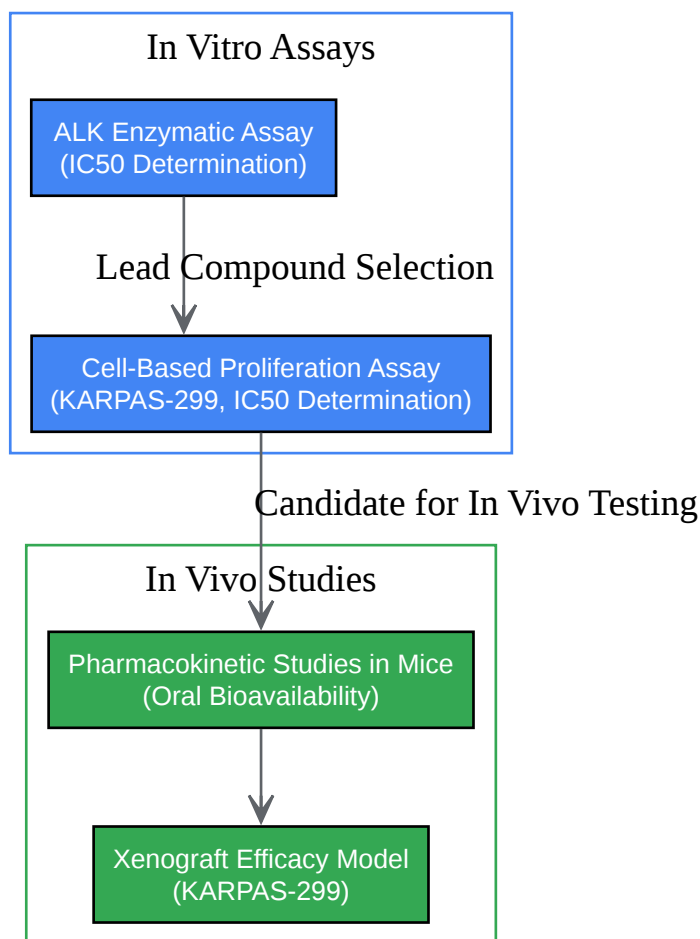 In Vitro Assays
ALK Enzymatic Assay
(IC50 Determination)
Lead Compound Selection
Cell-Based Proliferation Assay
(KARPAS-299, IC50 Determination)
Candidate for In Vivo Testing
In Vivo Studies
Pharmacokinetic Studies in Mice
(Oral Bioavailability)
Xenograft Efficacy Model
(KARPAS-299)